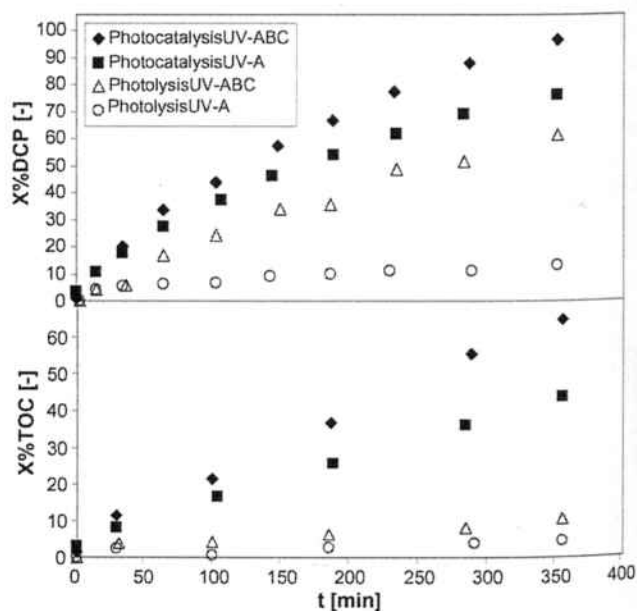 100
90
80
70
60
50
40
30
20
10
0
X%DCP [-]
PhotocatalysisUV-ABC
PhotocatalysisUV-A
PhotolysisUV-ABC
PhotolysisUV-A
60
50
40
30
20
10
0
X%TOC [-]
0 50 100 150 200 250 300 350 400
t [min]